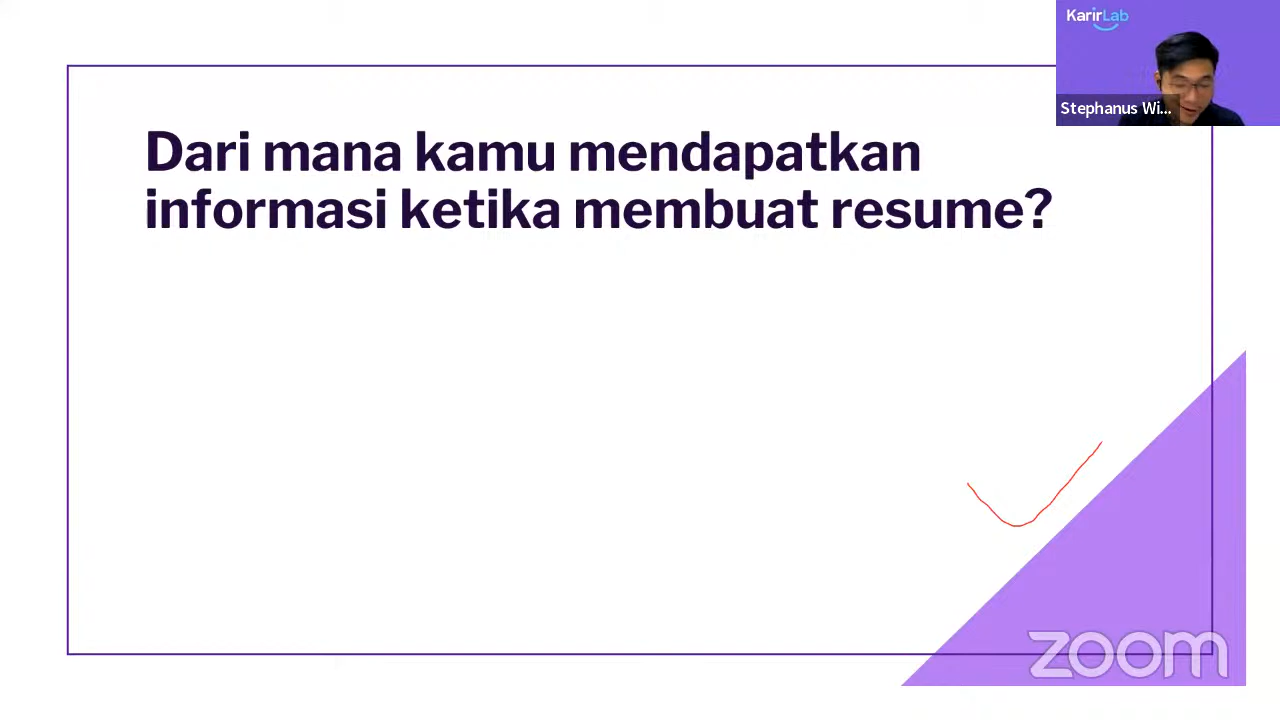 KarirLab
Stephanus Wi...
Dari mana kamu mendapatkan
informasi ketika membuat resume?
zoom